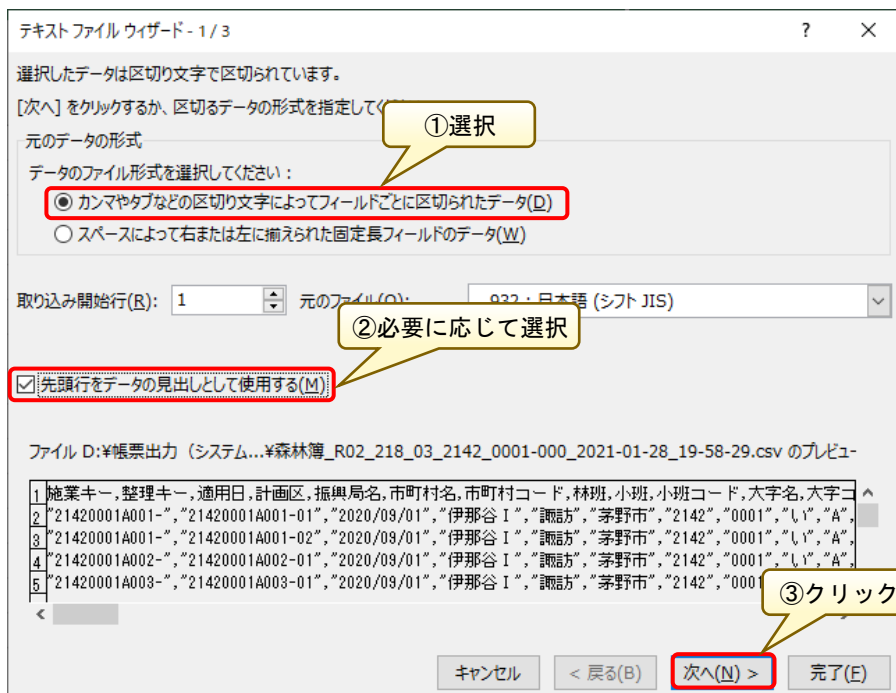 テキスト ファイル ウィザード - 1 / 3
選択したデータは区切り文字で区切られています。
[次へ] をクリックするか、区切るデータの形式を指定して
①選択
元のデータの形式
データのファイル形式を選択してください：
カンマやタブなどの区切り文字によってフィールドごとに区切られたデータ(D)
スペースによって右または左に揃えられた固定長フィールドのデータ(W)
取り込み開始行(R): 1 元のファイル(O): 932 : 日本語 (シフト JIS)
②必要に応じて選択
先頭行をデータの見出しとして使用する(M)
ファイル D:¥帳票出力（システム...¥森林簿_R02_218_03_2142_0001-000_2021-01-28_19-58-29.csv のプレビュー
1 施業キー,整理キー,適用日,計画区,振興局名,市町村名,市町村コード,林班,小班,小班コード,大字名,大字コ
2 "21420001A001-","21420001A001-01","2020/09/01","伊那谷Ⅰ","諏訪","茅野市","2142","0001","い","A",
3 "21420001A001-","21420001A001-02","2020/09/01","伊那谷Ⅰ","諏訪","茅野市","2142","0001","い","A",
4 "21420001A002-","21420001A002-01","2020/09/01","伊那谷Ⅰ","諏訪","茅野市","2142","0001","い","A",
5 "21420001A003-","21420001A003-01","2020/09/01","伊那谷Ⅰ","諏訪","茅野市","2142","0001
③クリック
キャンセル < 戻る(B) 次へ(N) > 完了(F)